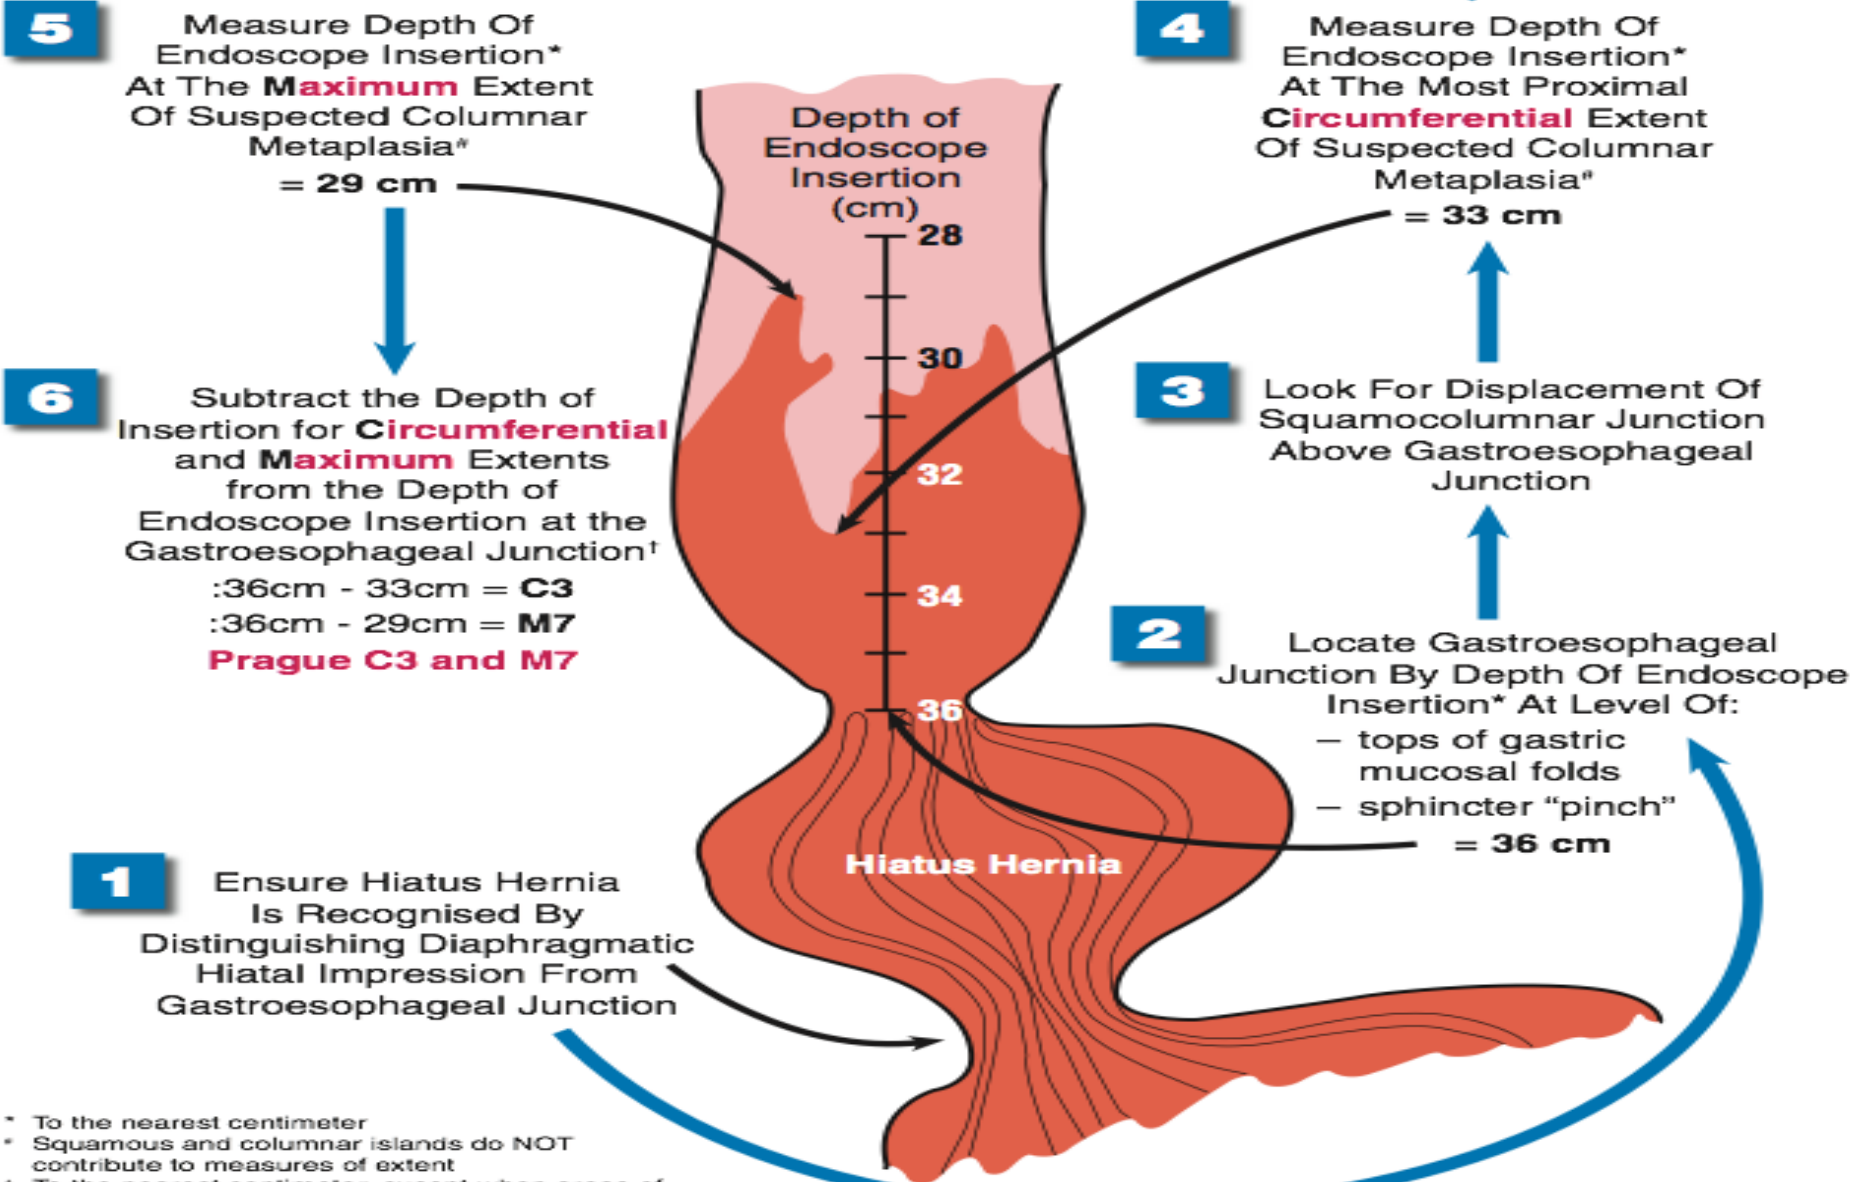 5
Measure Depth Of
Endoscope Insertion*
At The Maximum Extent
Of Suspected Columnar
Metaplasia#
= 29 cm
4
Measure Depth Of
Endoscope Insertion*
At The Most Proximal
Circumferential Extent
Of Suspected Columnar
Metaplasia#
= 33 cm
Depth of
Endoscope
Insertion
(cm)
28
30
32
34
36
6
Subtract the Depth of
Insertion for Circumferential
and Maximum Extents
from the Depth of
Endoscope Insertion at the
Gastroesophageal Junction†
:36cm - 33cm = C3
:36cm - 29cm = M7
Prague C3 and M7
3
Look For Displacement Of
Squamocolumnar Junction
Above Gastroesophageal
Junction
2
Locate Gastroesophageal
Junction By Depth Of Endoscope
Insertion* At Level Of:
– tops of gastric
mucosal folds
– sphincter “pinch”
= 36 cm
Hiatus Hernia
1
Ensure Hiatus Hernia
Is Recognised By
Distinguishing Diaphragmatic
Hiatal Impression From
Gastroesophageal Junction
* To the nearest centimeter
# Squamous and columnar islands do NOT
contribute to measures of extent